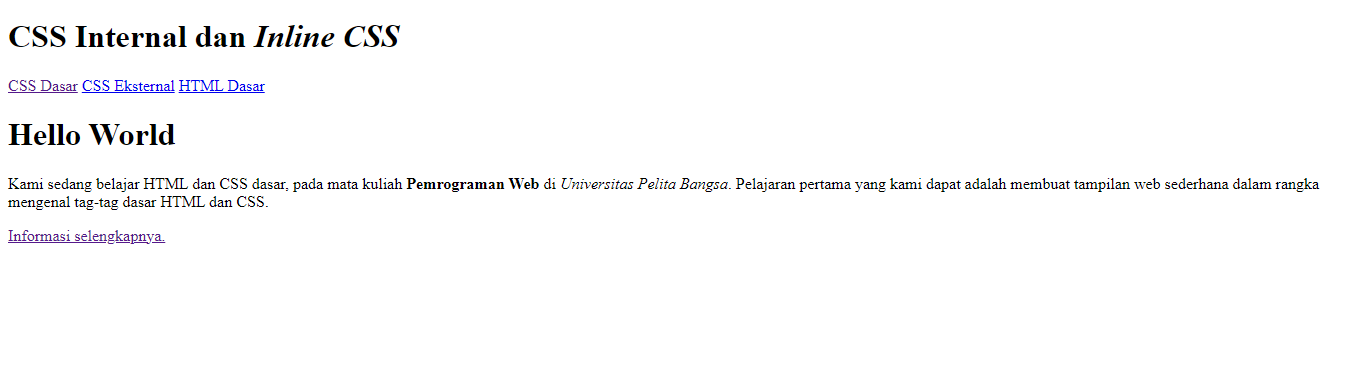 CSS Internal dan Inline CSS
CSS Dasar CSS Eksternal HTML Dasar
Hello World
Kami sedang belajar HTML dan CSS dasar, pada mata kuliah Pemrograman Web di Universitas Pelita Bangsa. Pelajaran pertama yang kami dapat adalah membuat tampilan web sederhana dalam rangka
mengenal tag-tag dasar HTML dan CSS.
Informasi selengkapnya.